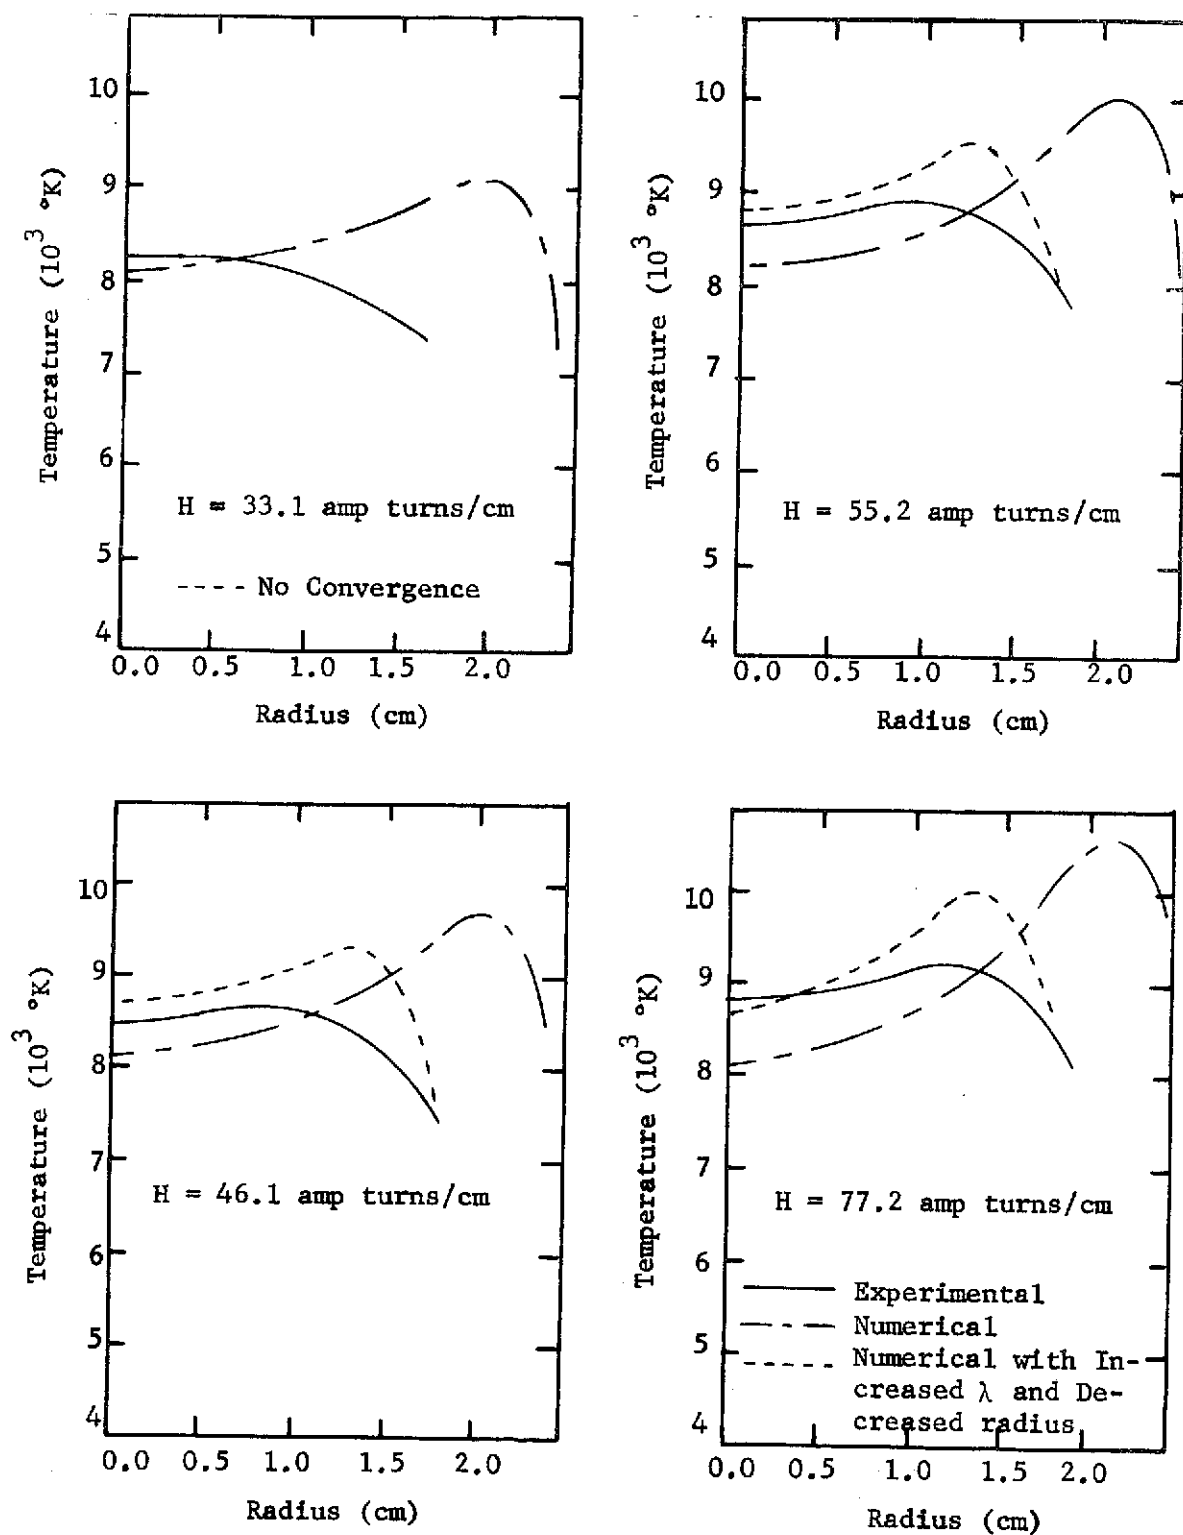 10
9
8
7
6
5
4
Temperature (10³ °K)
H = 33.1 amp turns/cm
---- No Convergence
0.0 0.5 1.0 1.5 2.0
Radius (cm)
10
9
8
7
6
5
4
Temperature (10³ °K)
H = 55.2 amp turns/cm
0.0 0.5 1.0 1.5 2.0
Radius (cm)
10
9
8
7
6
5
4
Temperature (10³ °K)
H = 46.1 amp turns/cm
0.0 0.5 1.0 1.5 2.0
Radius (cm)
10
9
8
7
6
5
4
Temperature (10³ °K)
H = 77.2 amp turns/cm
Experimental
Numerical
Numerical with In-
creased λ and De-
creased radius
0.0 0.5 1.0 1.5 2.0
Radius (cm)